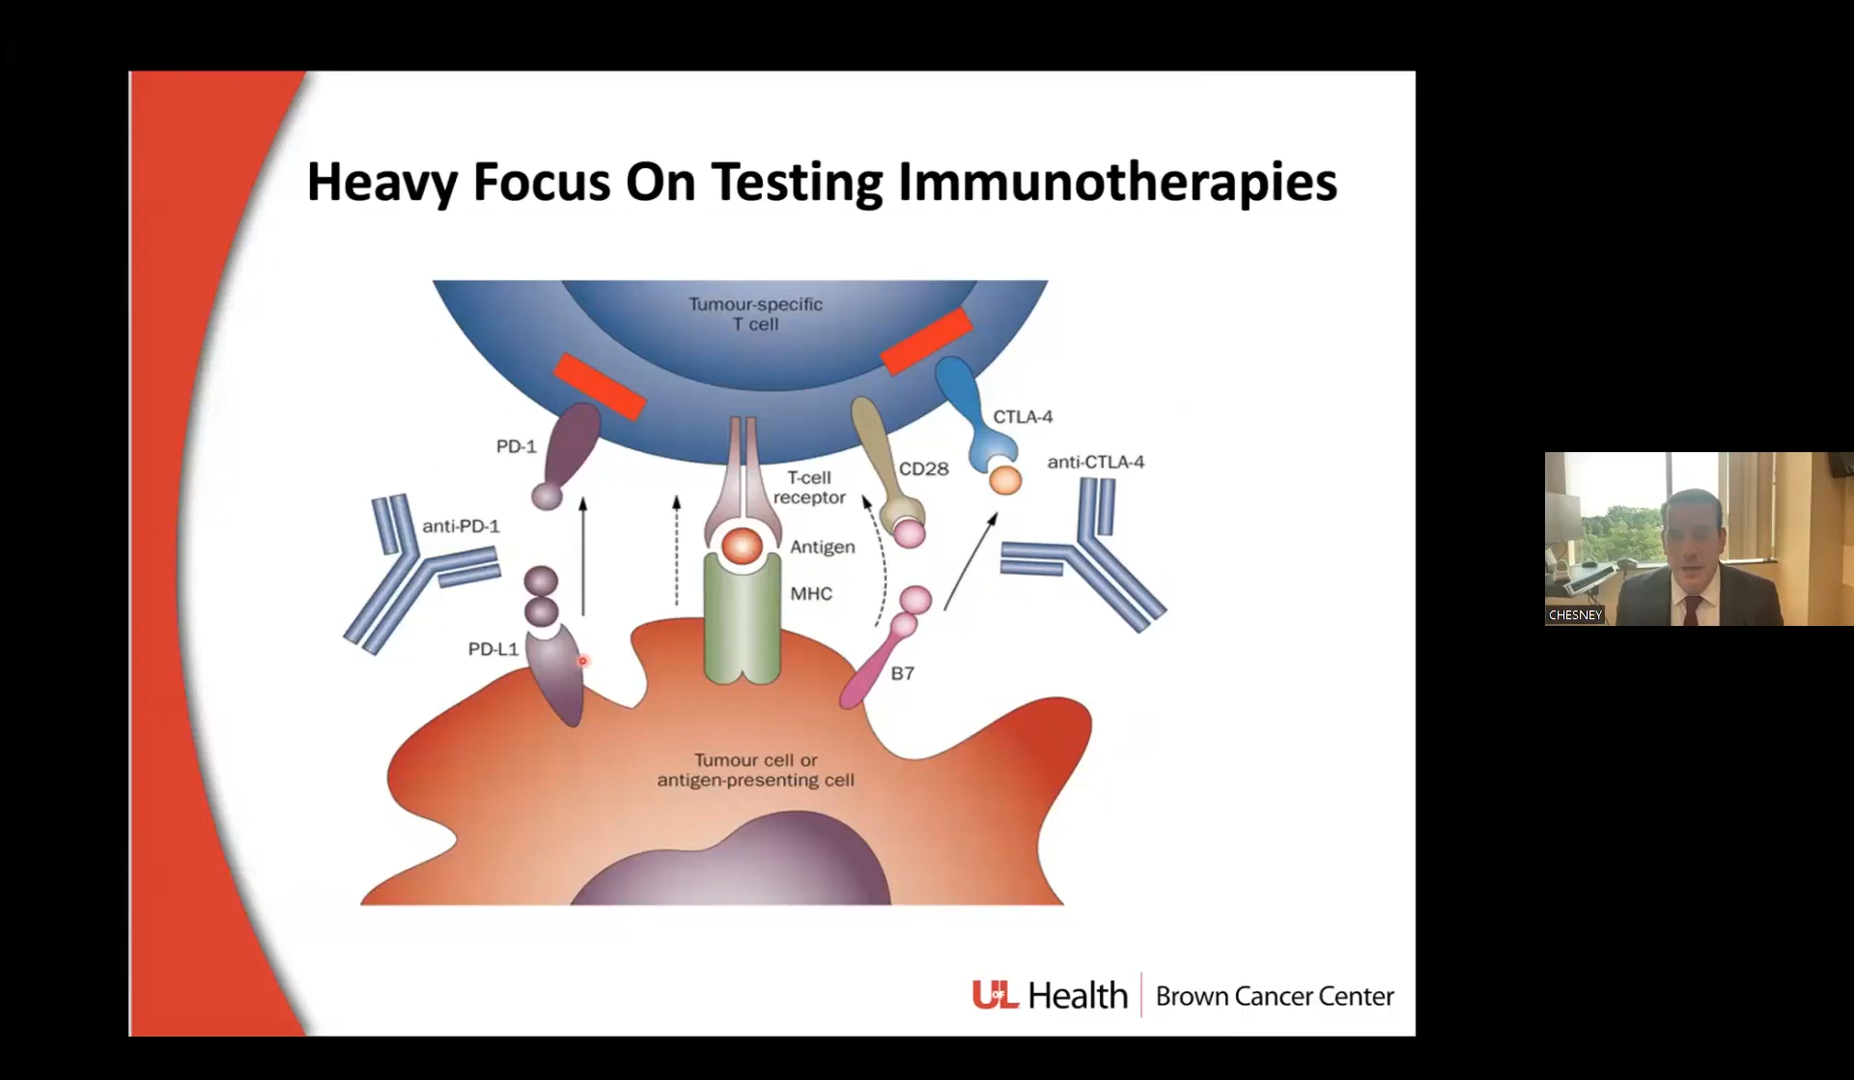 Heavy Focus On Testing Immunotherapies
Tumour-specific
T cell
PD-1
CTLA-4
CD28
anti-CTLA-4
T-cell
receptor
anti-PD-1
Antigen
MHC
PD-L1
B7
Tumour cell or
antigen-presenting cell
UOFL Health | Brown Cancer Center
CHESNEY